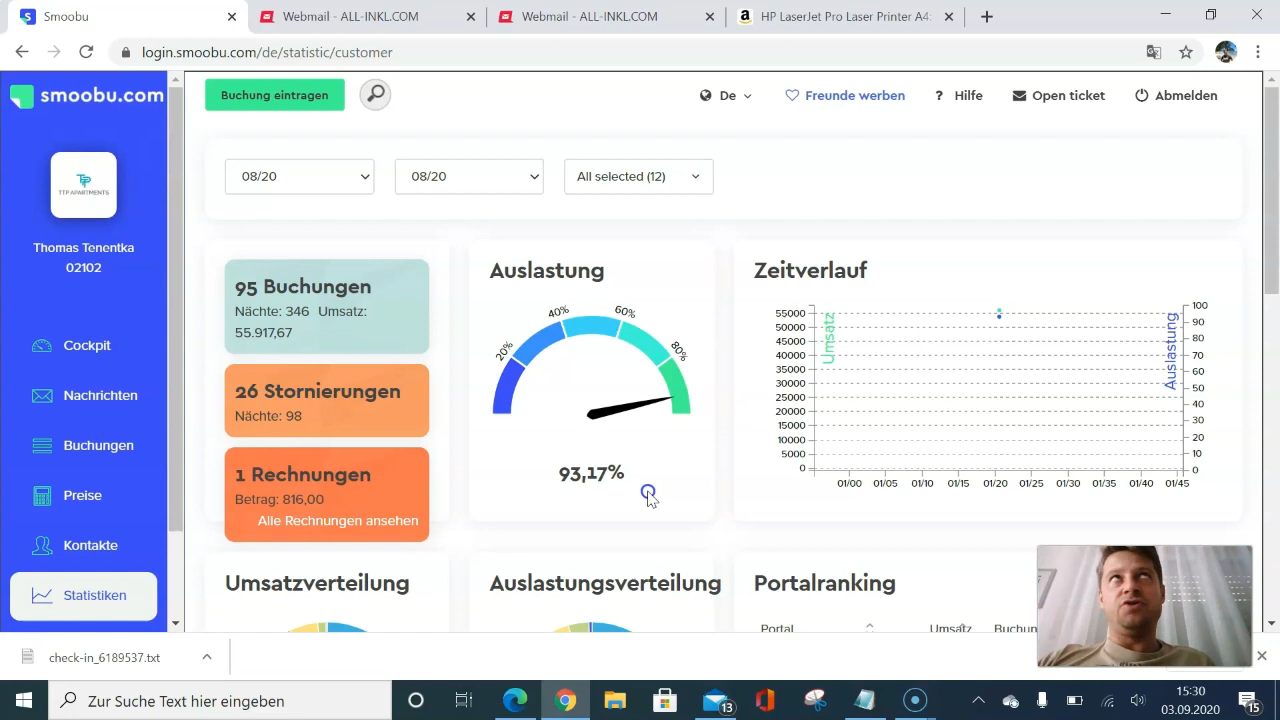 Smoobu
Webmail - ALL-INKL.COM
Webmail - ALL-INKL.COM
HP LaserJet Pro Laser Printer A4:
login.smoobu.com/de/statistic/customer
smoobu.com
Buchung eintragen
De
Freunde werben
? Hilfe
Open ticket
Abmelden
TTP APARTMENTS
Thomas Tenentka
02102
Cockpit
Nachrichten
Buchungen
Preise
Kontakte
Statistiken
08/20
08/20
All selected (12)
95 Buchungen
Nächte: 346 Umsatz:
55.917,67
26 Stornierungen
Nächte: 98
1 Rechnungen
Betrag: 816,00
Alle Rechnungen ansehen
Auslastung
20%
40%
60%
80%
93,17%
Zeitverlauf
Umsatz
55000
50000
45000
40000
35000
30000
25000
20000
15000
10000
5000
0
01/00 01/05 01/10 01/15 01/20 01/25 01/30 01/35 01/40 01/45
100
90
80
70
60
50
40
30
20
10
0
Auslastung
Umsatzverteilung
Auslastungsverteilung
Portalranking
Portal
Umsatz
check-in_6189537.txt
Zur Suche Text hier eingeben
13
15:30
03.09.2020
15